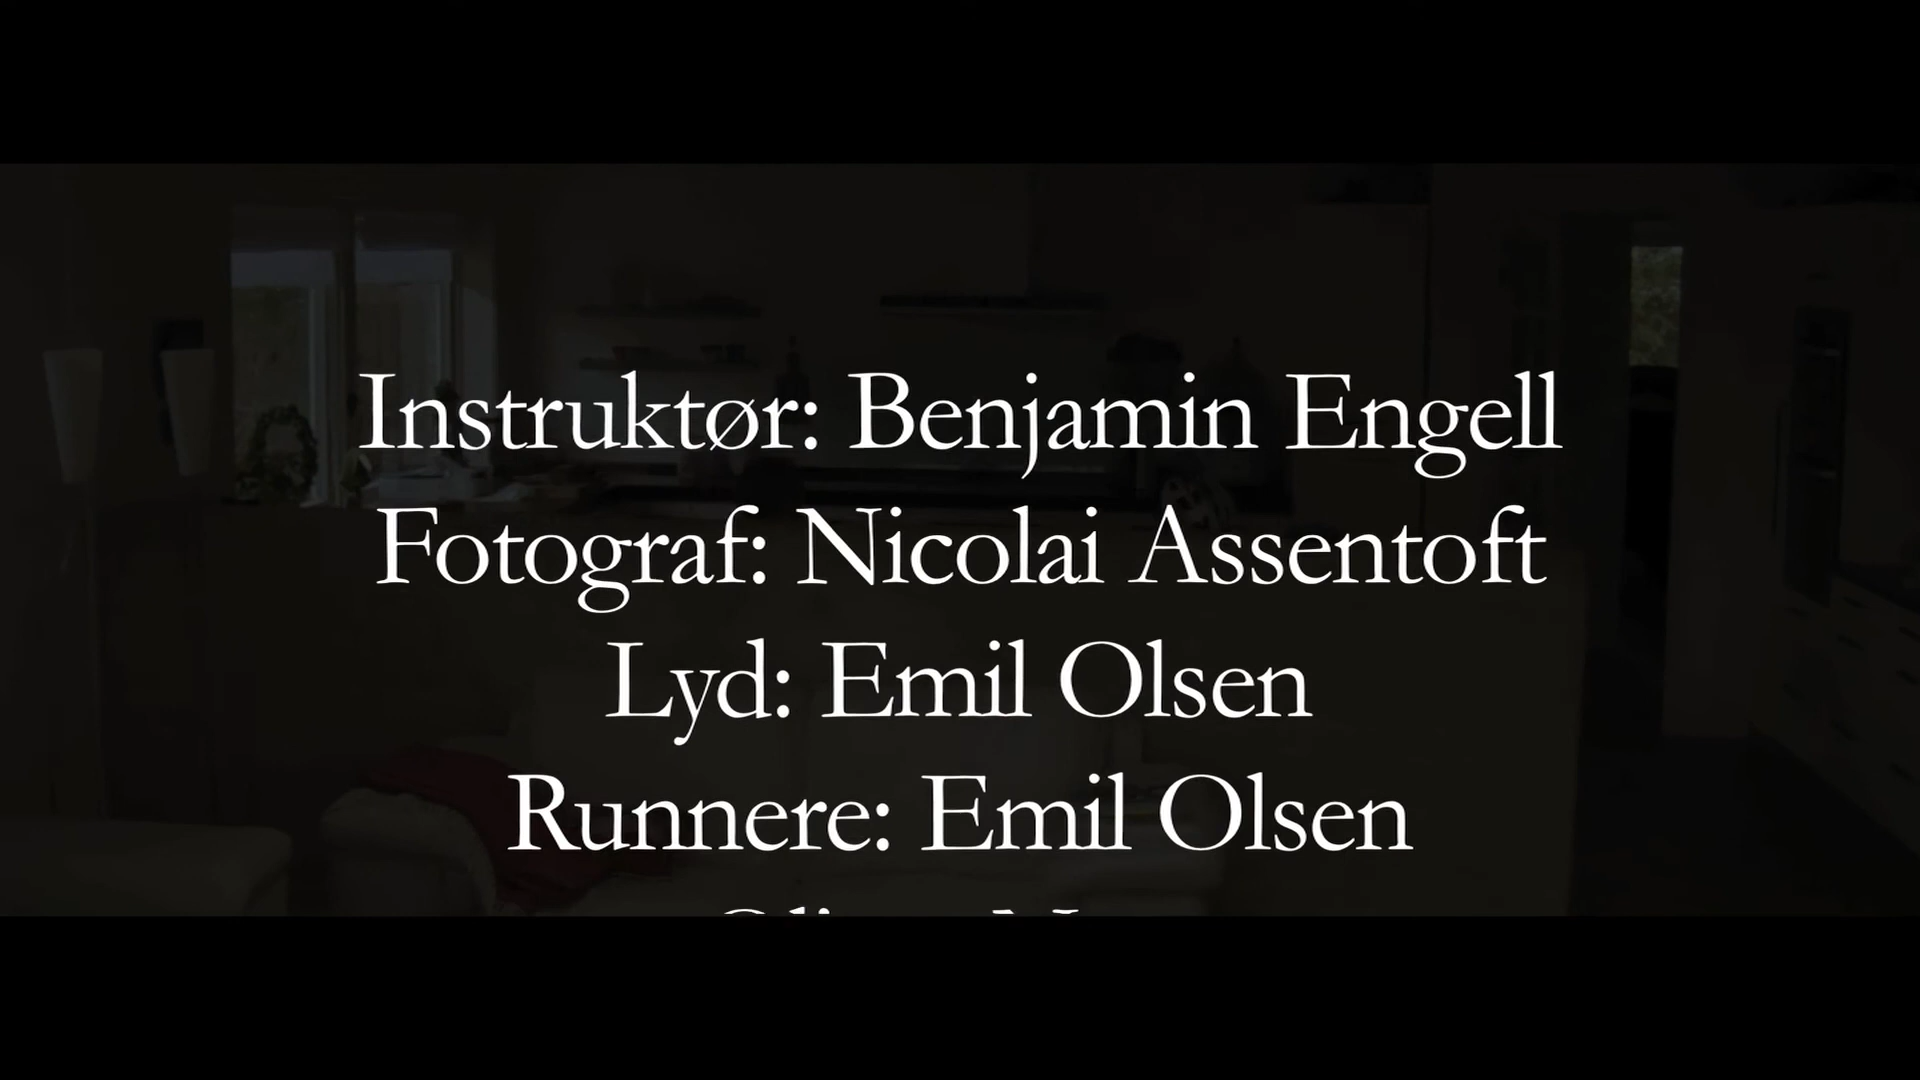 Instruktør: Benjamin Engell
Fotograf: Nicolai Assentoft
Lyd: Emil Olsen
Runnere: Emil Olsen